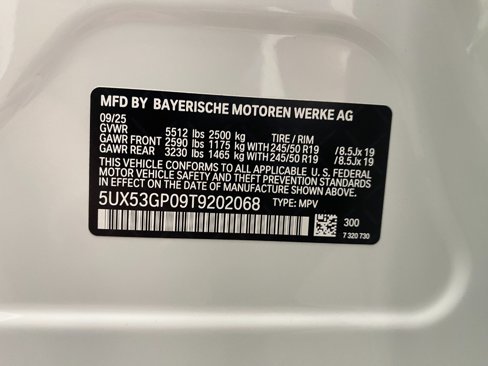 MFD BY BAYERISCHE MOTOREN WERKE AG
09/25
GVWR 5512 lbs 2500 kg TIRE / RIM
GAWR FRONT 2590 lbs 1175 kg WITH 245/50 R19 /8.5Jx 19
GAWR REAR 3230 lbs 1465 kg WITH 245/50 R19 /8.5Jx 19
THIS VEHICLE CONFORMS TO ALL APPLICABLE U.S. FEDERAL
MOTOR VEHICLE SAFETY AND THEFT PREVENTION STANDARDS
IN EFFECT ON THE DATE OF MANUFACTURE SHOWN ABOVE.
5UX53GP09T9202068 TYPE: MPV
300
7 320 730